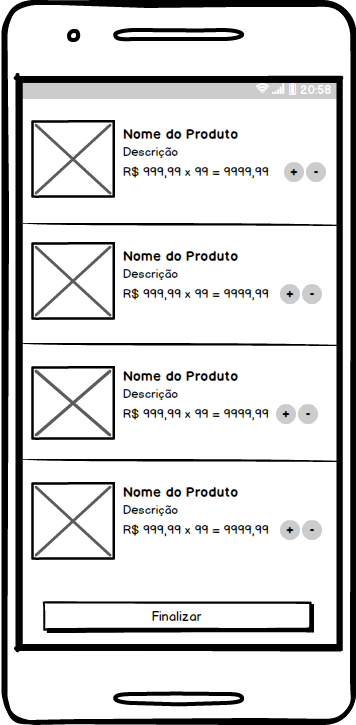 20:58
Nome do Produto
Descrição
R$ 999,99 x 99 = 9999,99 + -
Nome do Produto
Descrição
R$ 999,99 x 99 = 9999,99 + -
Nome do Produto
Descrição
R$ 999,99 x 99 = 9999,99 + -
Nome do Produto
Descrição
R$ 999,99 x 99 = 9999,99 + -
Finalizar